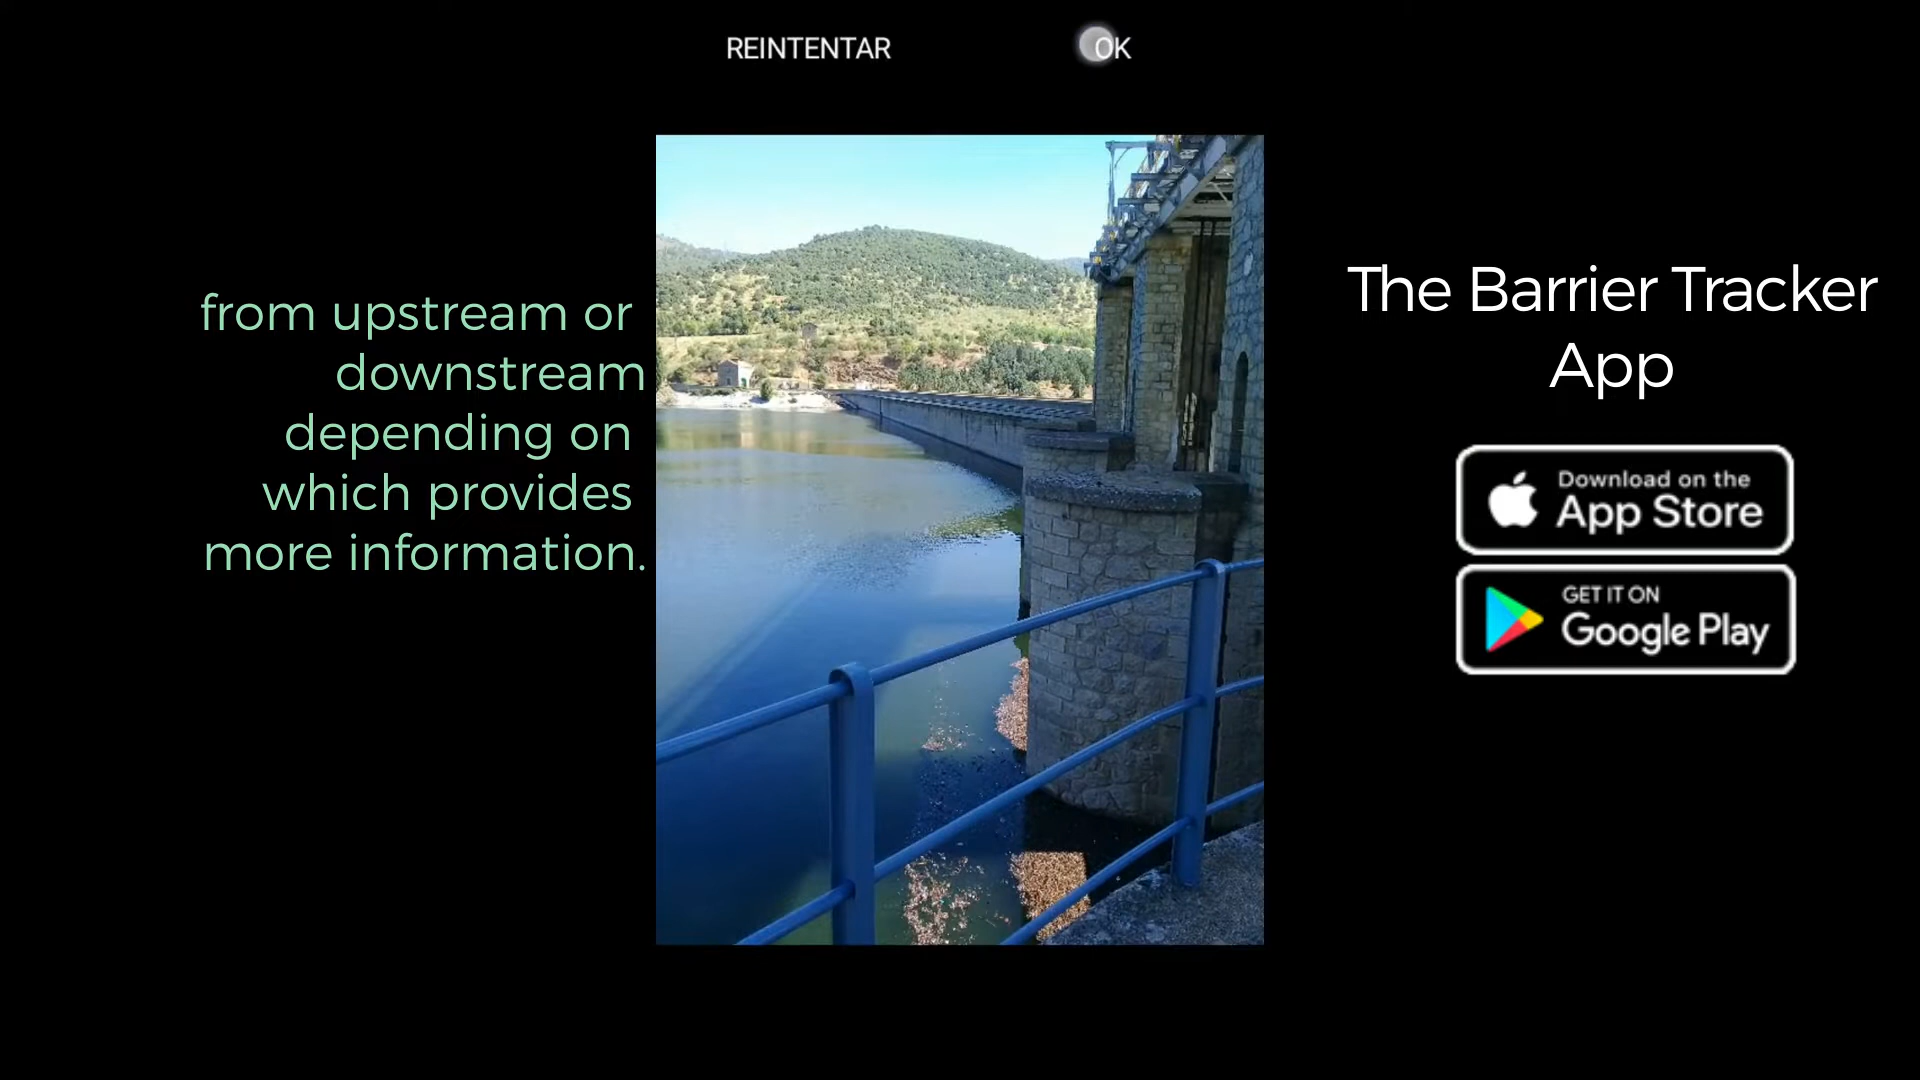 REINTENTAR
OK
from upstream or
downstream
depending on
which provides
more information.
The Barrier Tracker
App
Download on the
App Store
GET IT ON
Google Play